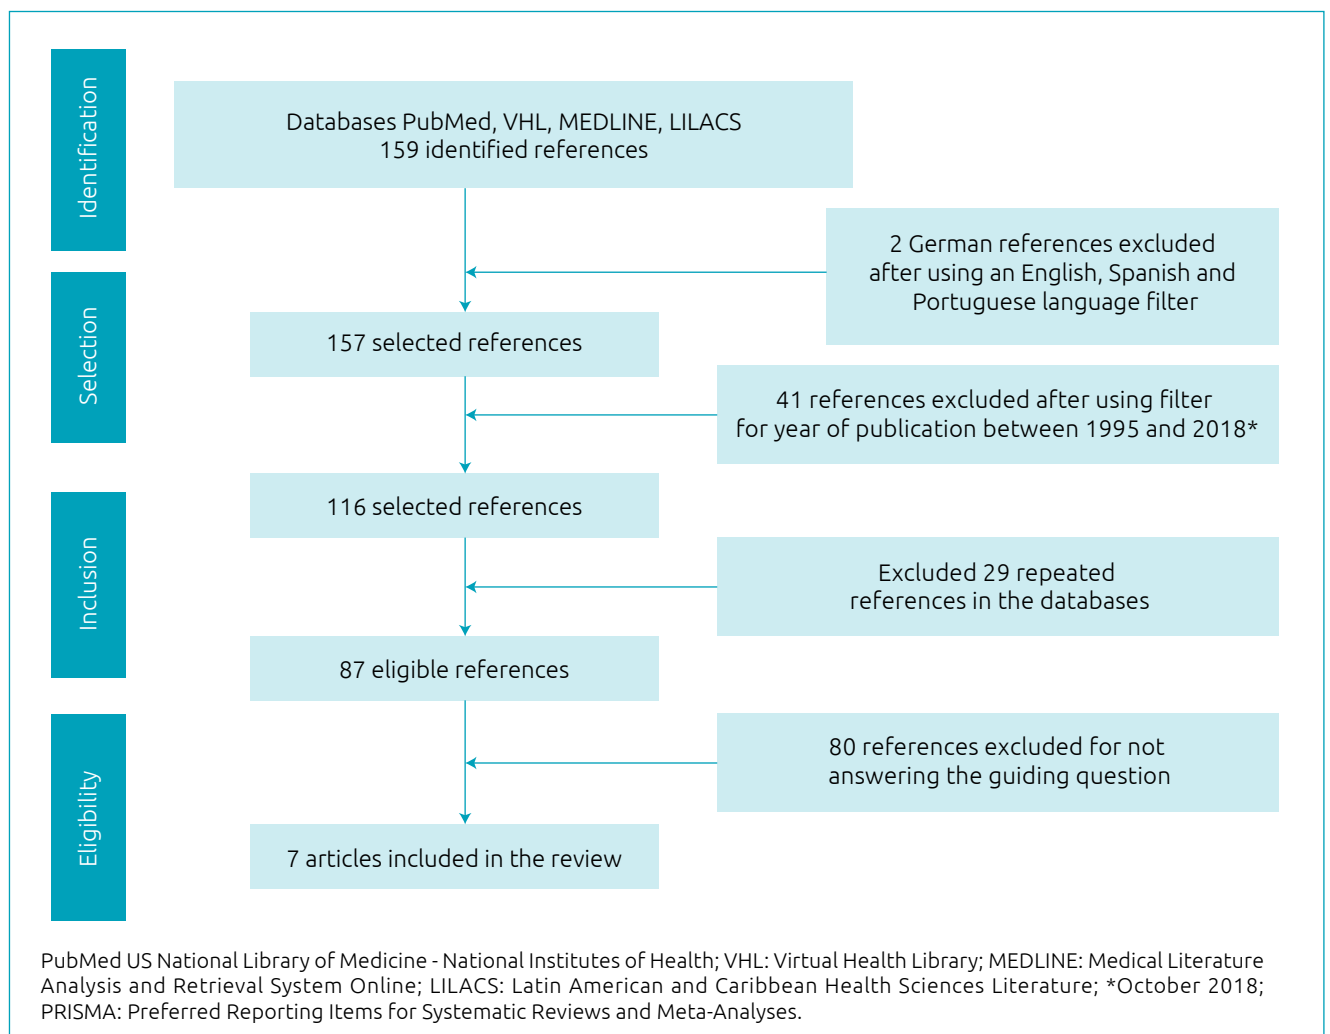 Identification
Databases PubMed, VHL, MEDLINE, LILACS
159 identified references
2 German references excluded
after using an English, Spanish and
Portuguese language filter
Selection
157 selected references
41 references excluded after using filter
for year of publication between 1995 and 2018*
116 selected references
Inclusion
Excluded 29 repeated
references in the databases
87 eligible references
Eligibility
80 references excluded for not
answering the guiding question
7 articles included in the review
PubMed US National Library of Medicine - National Institutes of Health; VHL: Virtual Health Library; MEDLINE: Medical Literature
Analysis and Retrieval System Online; LILACS: Latin American and Caribbean Health Sciences Literature; *October 2018;
PRISMA: Preferred Reporting Items for Systematic Reviews and Meta-Analyses.